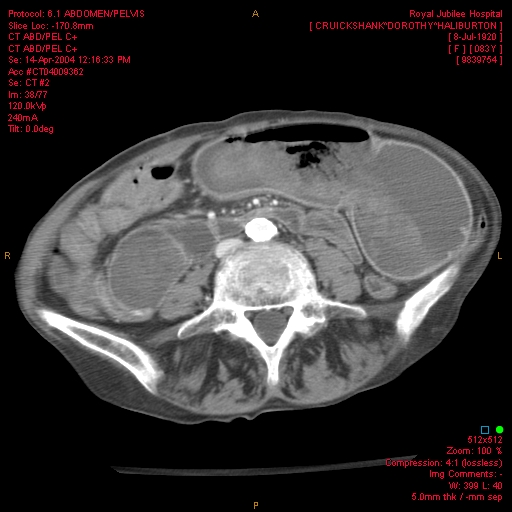 Protocol: 6.1 ABDOMEN/PELVIS
Slice Loc: -170.8mm
CT ABD/PEL C+
CT ABD/PEL C+
Se: 14-Apr-2004 12:16:33 PM
Acc #CT04009362
Se: CT #2
Im: 38/77
120.0kVp
240mA
Tilt: 0.0deg
A
Royal Jubilee Hospital
[ CRUICKSHANK^DOROTHY^HALIBURTON ]
[ 8-Jul-1920 ]
[ F ] [ 083Y ]
[ 9839754 ]
R
L
512x512
Zoom: 100 %
Compression: 4:1 (lossless)
Img Comments: -
W: 399 L: 40
5.0mm thk / -mm sep
P